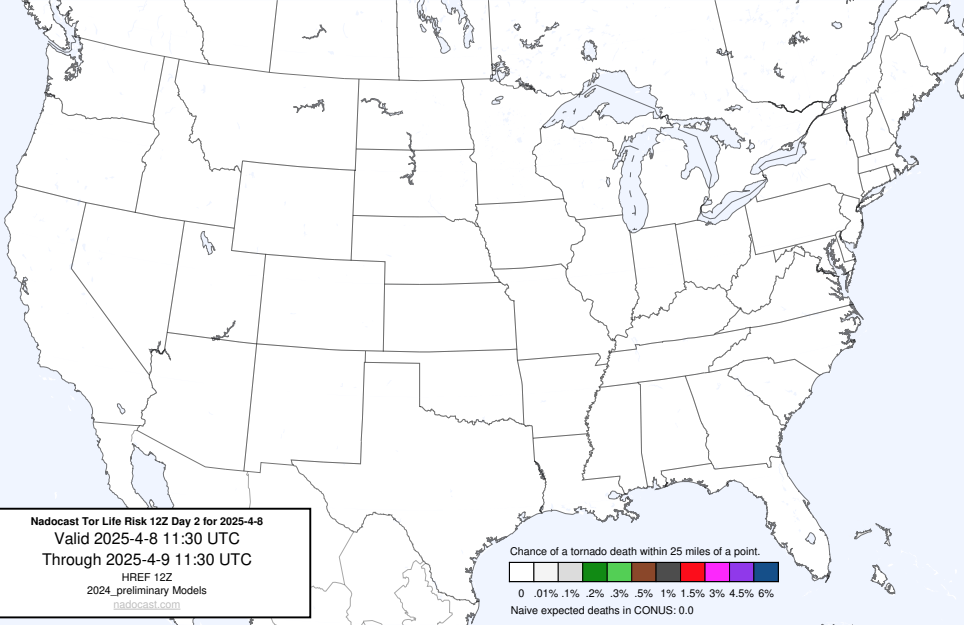 Nadocast Tor Life Risk 12Z Day 2 for 2025-4-8
Valid 2025-4-8 11:30 UTC
Through 2025-4-9 11:30 UTC
HREF 12Z
2024_preliminary Models
nadocast.com
Chance of a tornado death within 25 miles of a point.
0 .01% .1% .2% .3% .5% 1% 1.5% 3% 4.5% 6%
Naive expected deaths in CONUS: 0.0